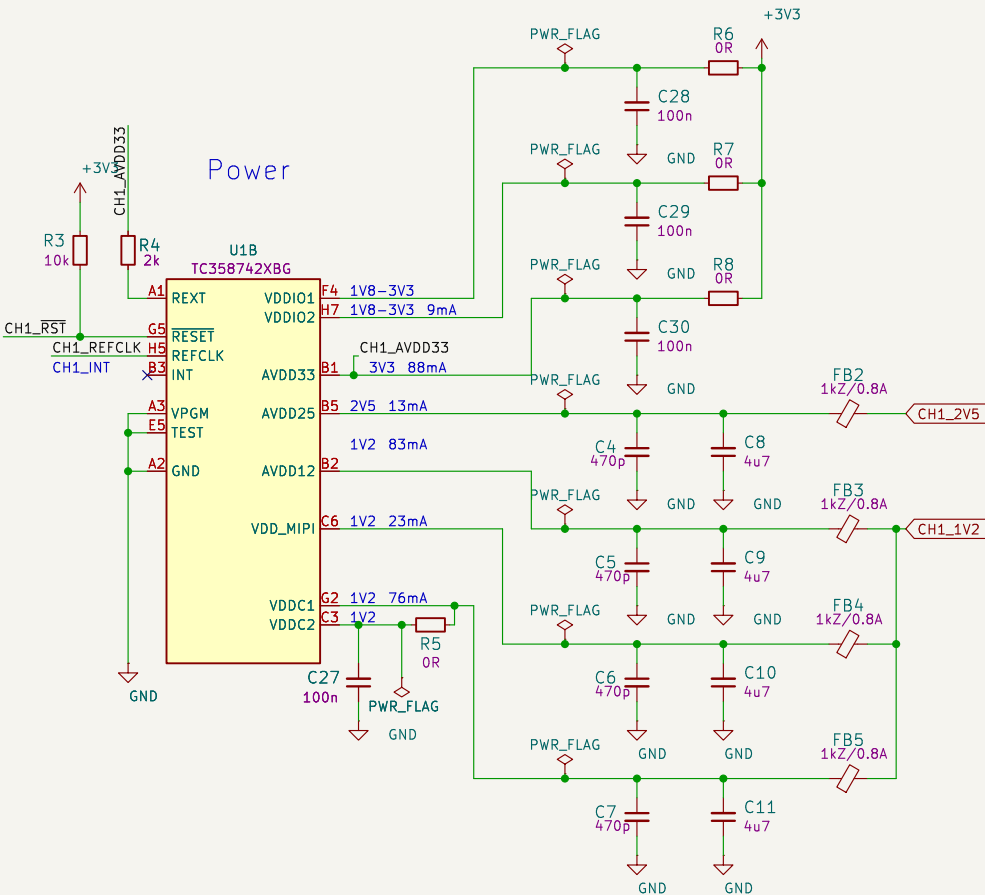 +3V3
PWR_FLAG
R6
0R
C28
100n
GND
PWR_FLAG
R7
0R
C29
100n
GND
PWR_FLAG
R8
0R
C30
100n
GND
Power
+3V3
CH1_AVDD33
R3
10k
R4
2k
U1B
TC358742XBG
A1 REXT
VDDIO1 F4 1V8-3V3
VDDIO2 H7 1V8-3V3 9mA
CH1_RST
G5 RESET
CH1_REFCLK H5 REFCLK
CH1_AVDD33
CH1_INT B3 INT
AVDD33 B1 3V3 88mA
A3 VPGM
AVDD25 B5 2V5 13mA
E5 TEST
1V2 83mA
A2 GND
AVDD12 B2
VDD_MIPI C6 1V2 23mA
VDDC1 G2 1V2 76mA
VDDC2 C3 1V2
R5
0R
C27
100n
PWR_FLAG
GND
GND
PWR_FLAG
FB2
1kZ/0.8A
CH1_2V5
C4
470p
C8
4u7
GND
GND
PWR_FLAG
FB3
1kZ/0.8A
CH1_1V2
C5
470p
C9
4u7
GND
GND
PWR_FLAG
FB4
1kZ/0.8A
C6
470p
C10
4u7
GND
GND
PWR_FLAG
FB5
1kZ/0.8A
C7
470p
C11
4u7
GND
GND